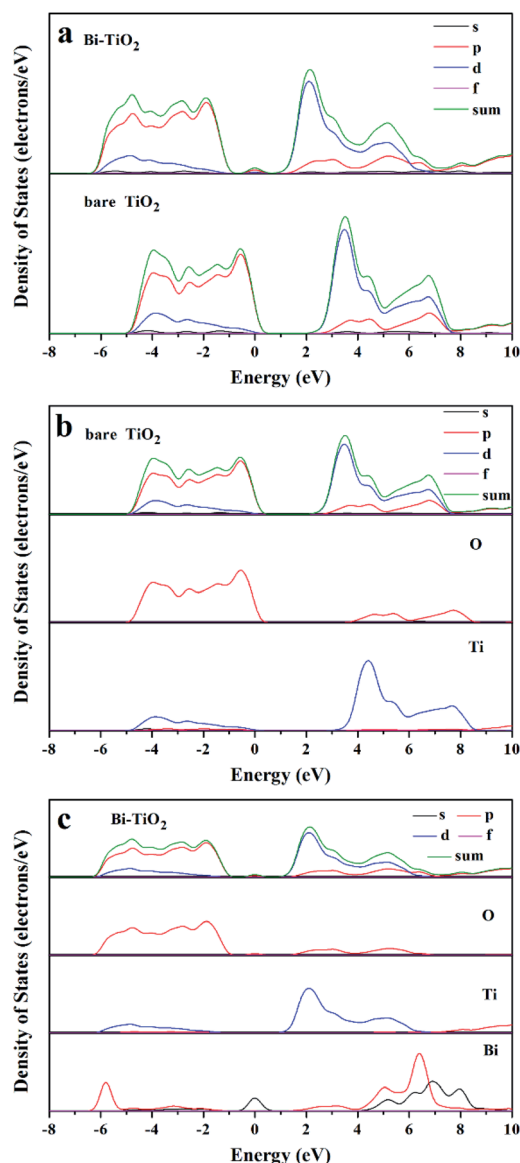 a
Bi-TiO2
s
p
d
f
sum
bare TiO2
Density of States (electrons/eV)
-8 -6 -4 -2 0 2 4 6 8 10
Energy (eV)
b
bare TiO2
s
p
d
f
sum
O
Ti
Density of States (electrons/eV)
-8 -6 -4 -2 0 2 4 6 8 10
Energy (eV)
c
Bi-TiO2
s p
d f
sum
O
Ti
Bi
Density of States (electrons/eV)
-8 -6 -4 -2 0 2 4 6 8 10
Energy (eV)